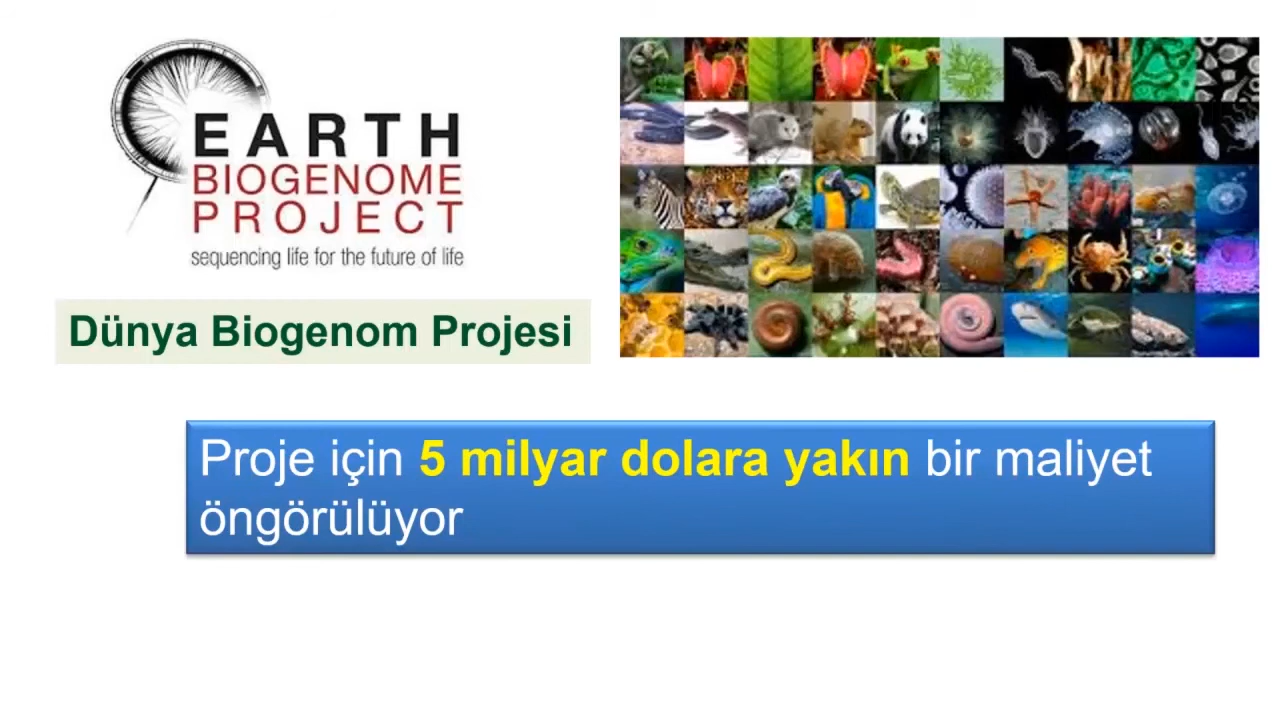 EARTH
BIOGENOME
PROJECT
sequencing life for the future of life
Dünya Biogenom Projesi
Proje için 5 milyar dolara yakın bir maliyet
öngörülüyor